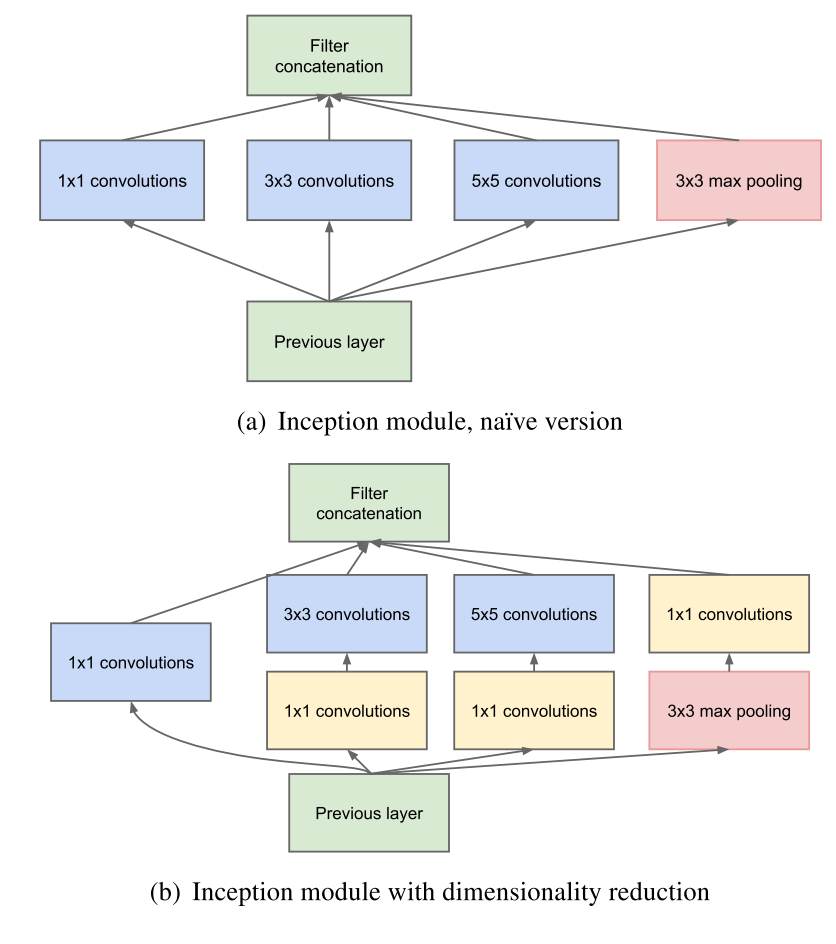 Filter
concatenation
1x1 convolutions
3x3 convolutions
5x5 convolutions
3x3 max pooling
Previous layer
(a) Inception module, naïve version
Filter
concatenation
3x3 convolutions
5x5 convolutions
1x1 convolutions
1x1 convolutions
1x1 convolutions
1x1 convolutions
3x3 max pooling
Previous layer
(b) Inception module with dimensionality reduction